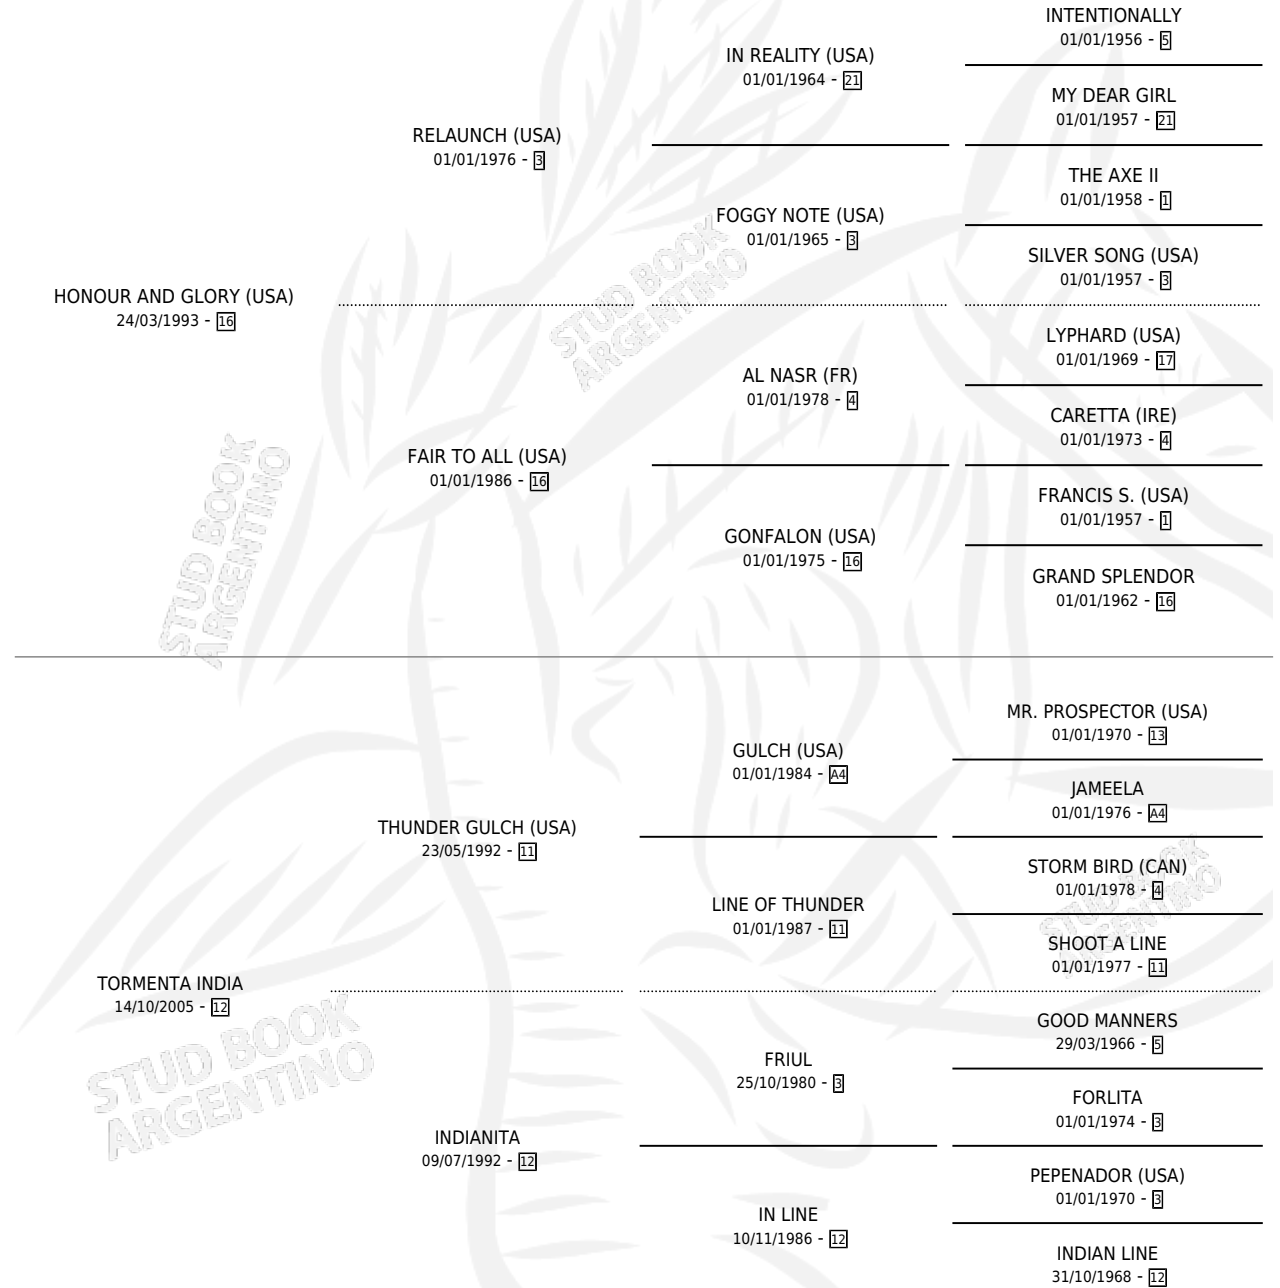 INTENTIONALLY
01/01/1956 - 5
IN REALITY (USA)
01/01/1964 - 21
MY DEAR GIRL
01/01/1957 - 21
RELAUNCH (USA)
01/01/1976 - 3
THE AXE II
01/01/1958 - 1
FOGGY NOTE (USA)
01/01/1965 - 3
SILVER SONG (USA)
01/01/1957 - 3
HONOUR AND GLORY (USA)
24/03/1993 - 16
LYPHARD (USA)
01/01/1969 - 17
AL NASR (FR)
01/01/1978 - 4
CARETTA (IRE)
01/01/1973 - 4
FAIR TO ALL (USA)
01/01/1986 - 16
FRANCIS S. (USA)
01/01/1957 - 1
GONFALON (USA)
01/01/1975 - 16
GRAND SPLENDOR
01/01/1962 - 16
MR. PROSPECTOR (USA)
01/01/1970 - 13
GULCH (USA)
01/01/1984 - A4
JAMEELA
01/01/1976 - A4
THUNDER GULCH (USA)
23/05/1992 - 11
STORM BIRD (CAN)
01/01/1978 - 4
LINE OF THUNDER
01/01/1987 - 11
SHOOT A LINE
01/01/1977 - 11
TORMENTA INDIA
14/10/2005 - 12
GOOD MANNERS
29/03/1966 - 5
FRIUL
25/10/1980 - 3
FORLITA
01/01/1974 - 3
INDIANITA
09/07/1992 - 12
PEPENADOR (USA)
01/01/1970 - 3
IN LINE
10/11/1986 - 12
INDIAN LINE
31/10/1968 - 12
STUD BOOK
ARGENTINO
STUD BOOK
ARGENTINO
STUD BOOK
ARGENTINO
STUD BOOK
ARGENTINO